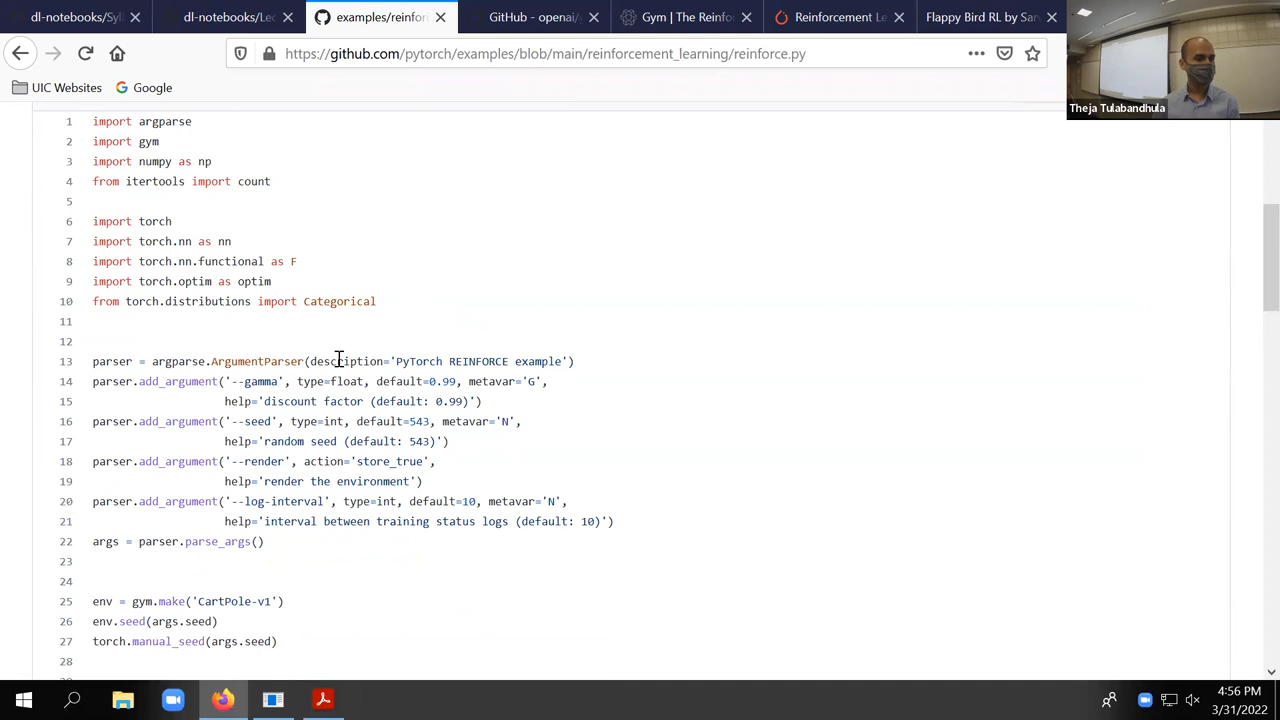 dl-notebooks/Syl
dl-notebooks/Lec
examples/reinfor
GitHub - openai/g
Gym | The Reinfo
Reinforcement Le
Flappy Bird RL by Sar
https://github.com/pytorch/examples/blob/main/reinforcement_learning/reinforce.py
UIC Websites
Google
Theja Tulabandhula
1 import argparse
2 import gym
3 import numpy as np
4 from itertools import count
5
6 import torch
7 import torch.nn as nn
8 import torch.nn.functional as F
9 import torch.optim as optim
10 from torch.distributions import Categorical
11
12
13 parser = argparse.ArgumentParser(description='PyTorch REINFORCE example')
14 parser.add_argument('--gamma', type=float, default=0.99, metavar='G',
15 help='discount factor (default: 0.99)')
16 parser.add_argument('--seed', type=int, default=543, metavar='N',
17 help='random seed (default: 543)')
18 parser.add_argument('--render', action='store_true',
19 help='render the environment')
20 parser.add_argument('--log-interval', type=int, default=10, metavar='N',
21 help='interval between training status logs (default: 10)')
22 args = parser.parse_args()
23
24
25 env = gym.make('CartPole-v1')
26 env.seed(args.seed)
27 torch.manual_seed(args.seed)
28
4:56 PM
3/31/2022